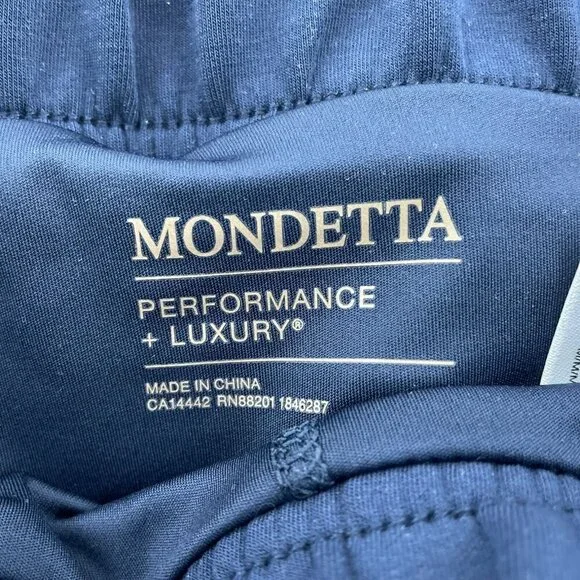 MONDETTA
PERFORMANCE
+ LUXURY®
MADE IN CHINA
CA14442 RN88201 1846287